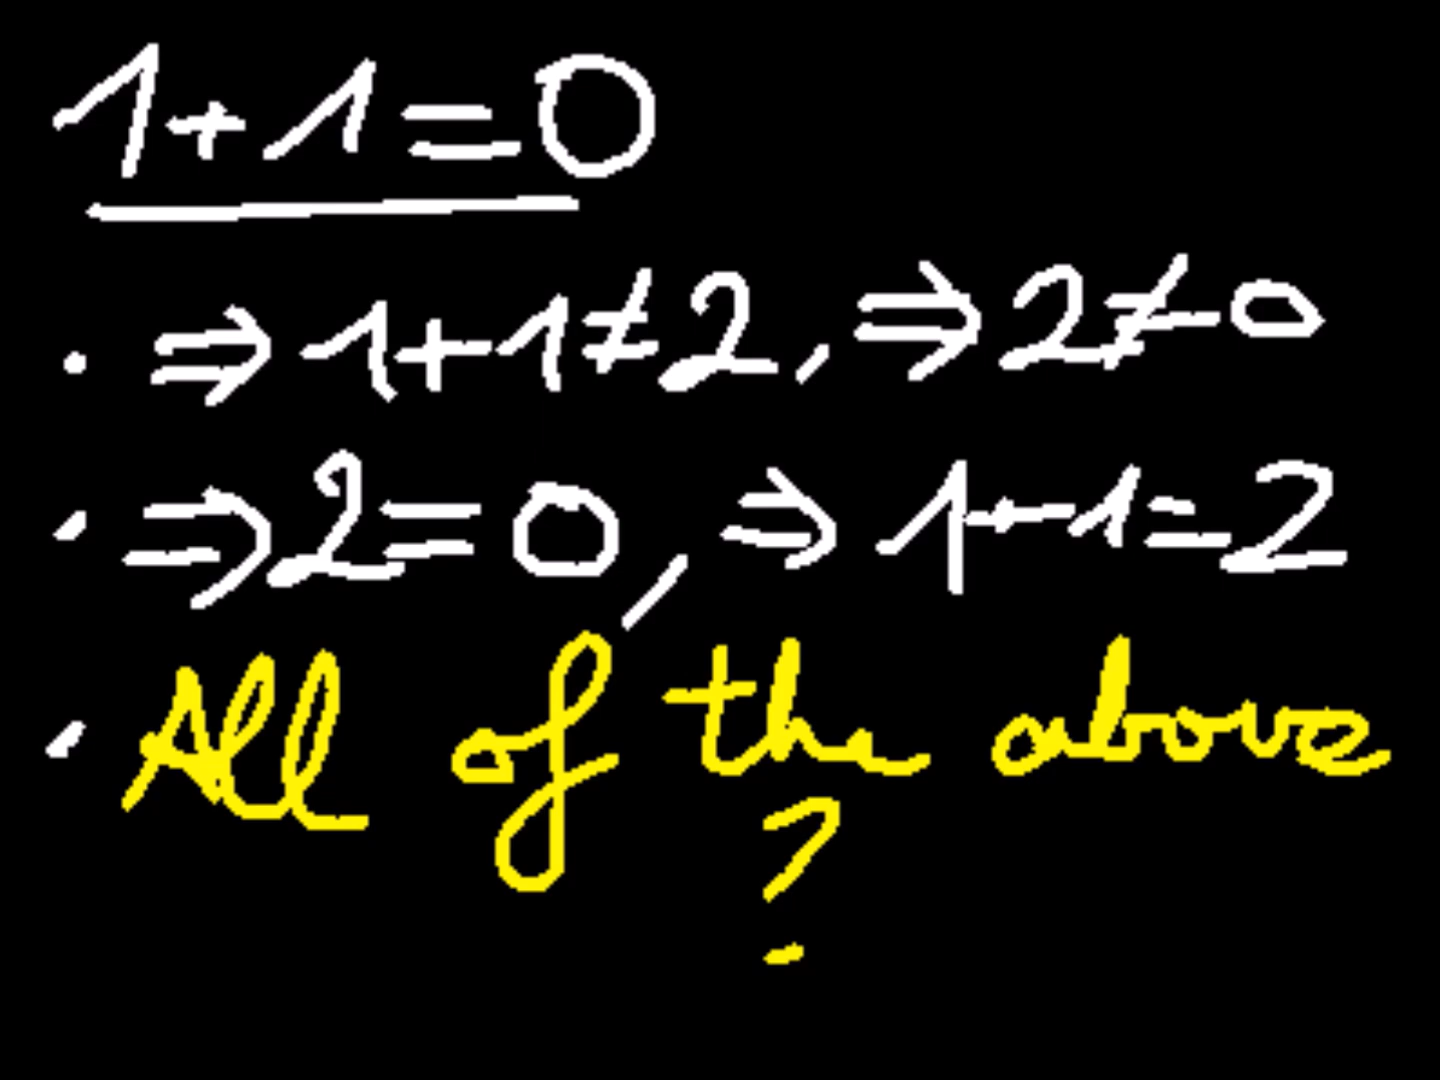 1+1=0
· ⇒ 1+1≠2, ⇒ 2≠0
· ⇒ 2=0, ⇒ 1+1=2
· All of the above
?